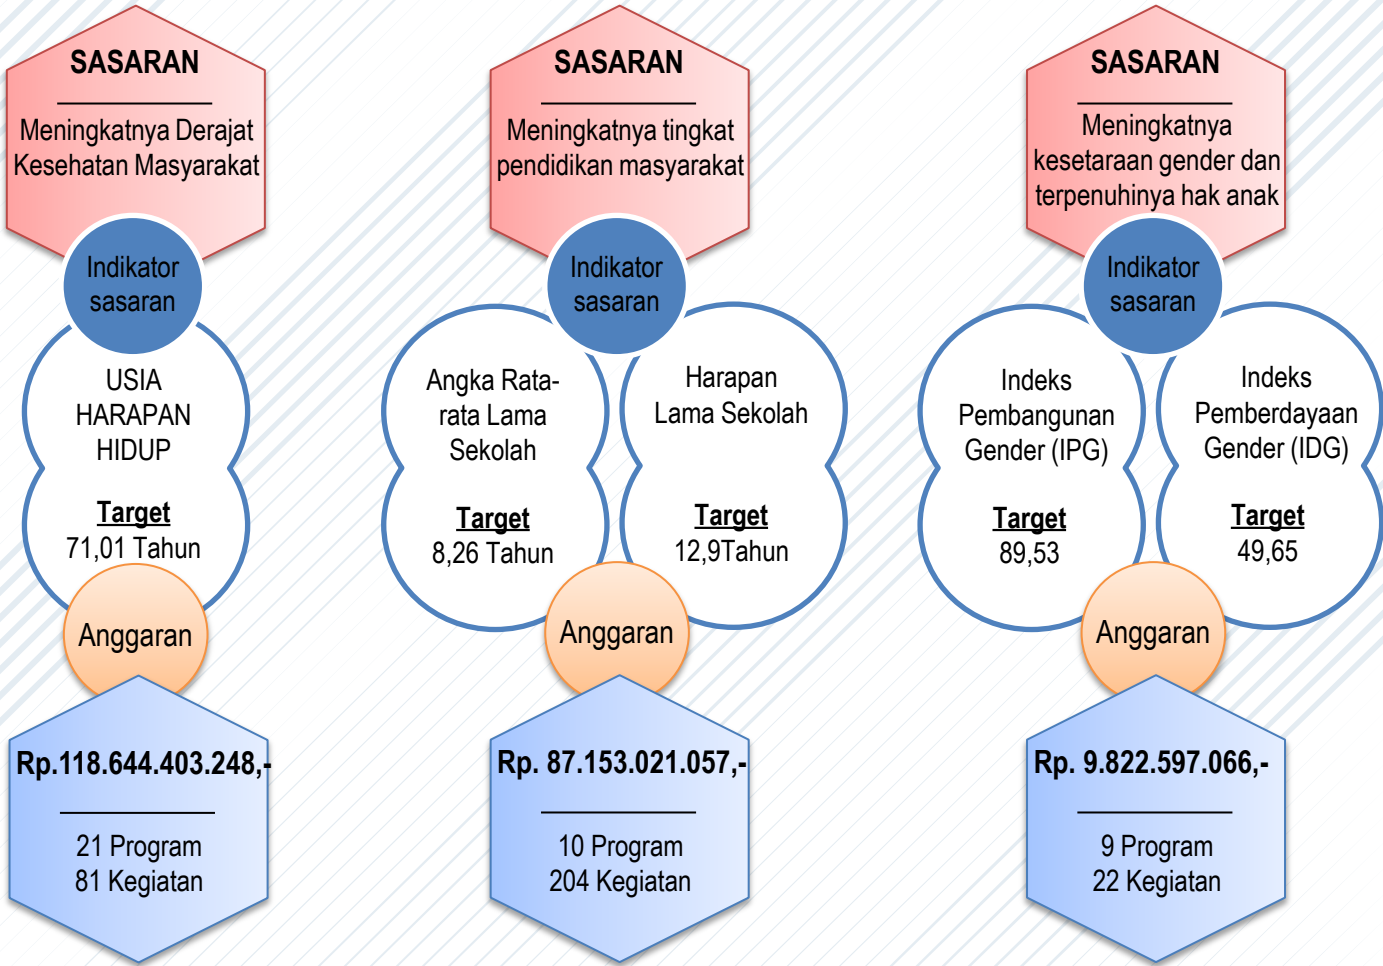 SASARAN
Meningkatnya Derajat
Kesehatan Masyarakat
Indikator
sasaran
USIA
HARAPAN
HIDUP
Target
71,01 Tahun
Anggaran
Rp.118.644.403.248,-
21 Program
81 Kegiatan
SASARAN
Meningkatnya tingkat
pendidikan masyarakat
Indikator
sasaran
Angka Rata-
rata Lama
Sekolah
Target
8,26 Tahun
Harapan
Lama Sekolah
Target
12,9Tahun
Anggaran
Rp. 87.153.021.057,-
10 Program
204 Kegiatan
SASARAN
Meningkatnya
kesetaraan gender dan
terpenuhinya hak anak
Indikator
sasaran
Indeks
Pembangunan
Gender (IPG)
Target
89,53
Indeks
Pemberdayaan
Gender (IDG)
Target
49,65
Anggaran
Rp. 9.822.597.066,-
9 Program
22 Kegiatan